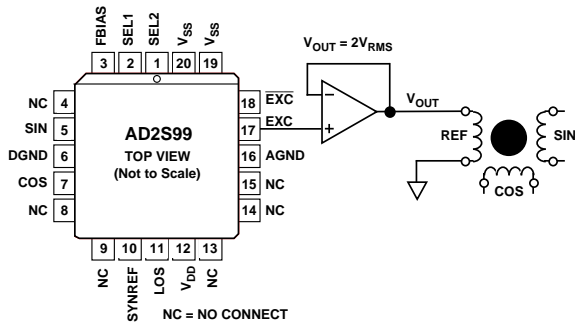 FBIAS
SEL1
SEL2
VSS
VSS
3 2 1 20 19
VOUT = 2VRMS
NC 4
SIN 5
DGND 6
COS 7
NC 8
AD2S99
TOP VIEW
(Not to Scale)
18 EXC
17 EXC
16 AGND
15 NC
14 NC
–
+
VOUT
REF
SIN
COS
9 10 11 12 13
NC
SYNREF
LOS
VDD
NC
NC = NO CONNECT